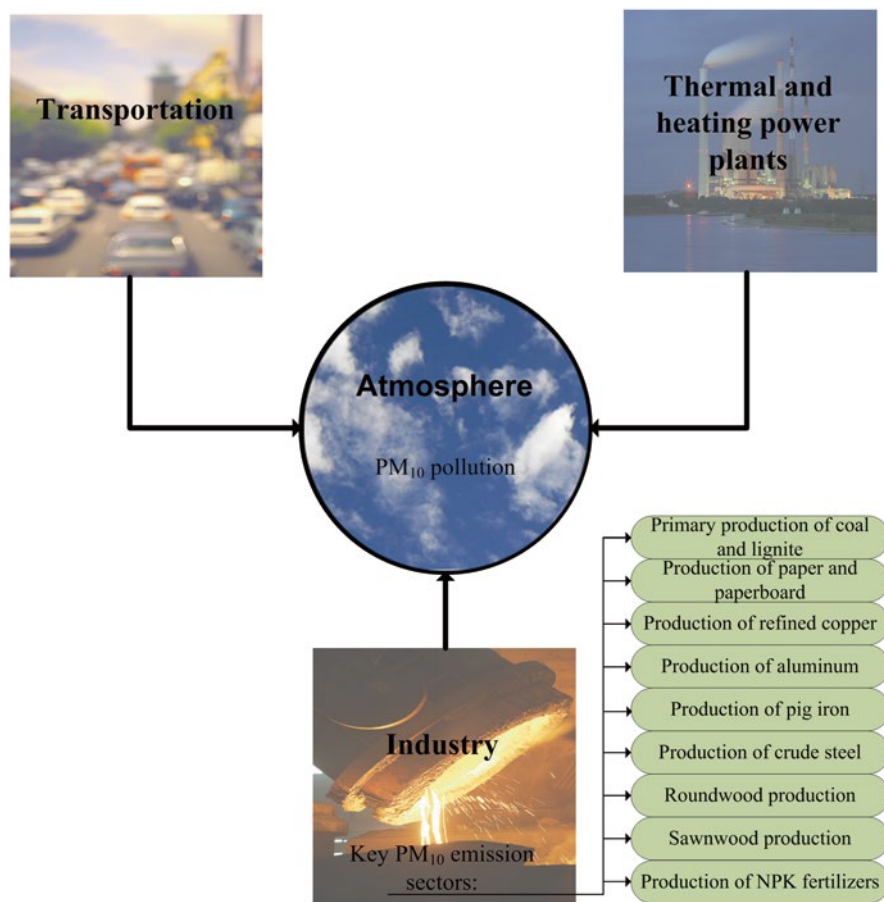 Transportation
Thermal and
heating power
plants
Atmosphere
PM₁₀ pollution
Industry
Key PM₁₀ emission
sectors:
Primary production of coal
and lignite
Production of paper and
paperboard
Production of refined copper
Production of aluminum
Production of pig iron
Production of crude steel
Roundwood production
Sawnwood production
Production of NPK fertilizers